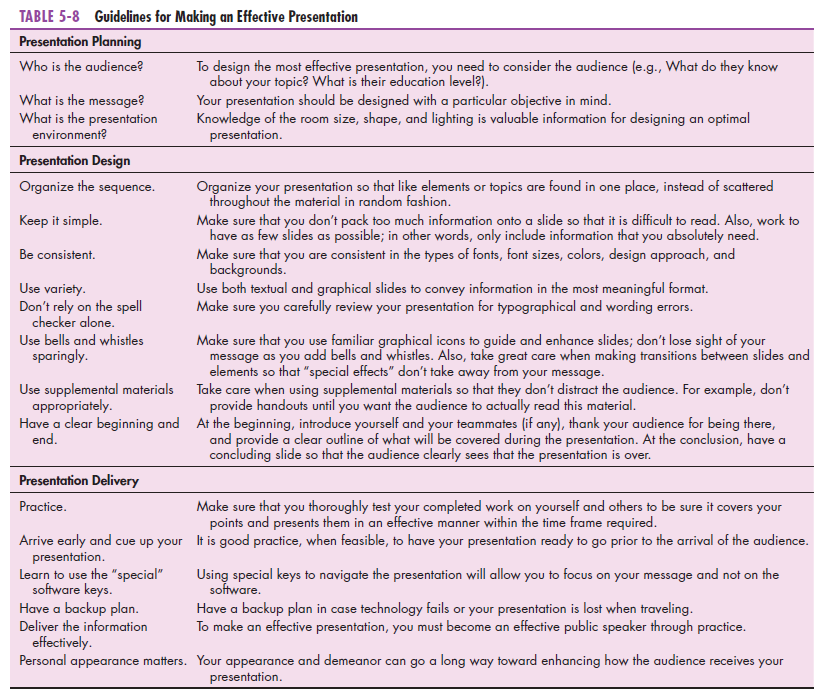 TABLE 5-8 Guidelines for Making an Effective Presentation
Presentation Planning
Who is the audience? To design the most effective presentation, you need to consider the audience (e.g., What do they know
about your topic? What is their education level?).
What is the message? Your presentation should be designed with a particular objective in mind.
What is the presentation Knowledge of the room size, shape, and lighting is valuable information for designing an optimal
environment? presentation.
Presentation Design
Organize the sequence. Organize your presentation so that like elements or topics are found in one place, instead of scattered
throughout the material in random fashion.
Keep it simple. Make sure that you don't pack too much information onto a slide so that it is difficult to read. Also, work to
have as few slides as possible; in other words, only include information that you absolutely need.
Be consistent. Make sure that you are consistent in the types of fonts, font sizes, colors, design approach, and
backgrounds.
Use variety. Use both textual and graphical slides to convey information in the most meaningful format.
Don't rely on the spell Make sure you carefully review your presentation for typographical and wording errors.
checker alone.
Use bells and whistles Make sure that you use familiar graphical icons to guide and enhance slides; don't lose sight of your
sparingly. message as you add bells and whistles. Also, take great care when making transitions between slides and
elements so that "special effects" don't take away from your message.
Use supplemental materials Take care when using supplemental materials so that they don't distract the audience. For example, don't
appropriately. provide handouts until you want the audience to actually read this material.
Have a clear beginning and At the beginning, introduce yourself and your teammates (if any), thank your audience for being there,
end. and provide a clear outline of what will be covered during the presentation. At the conclusion, have a
concluding slide so that the audience clearly sees that the presentation is over.
Presentation Delivery
Practice. Make sure that you thoroughly test your completed work on yourself and others to be sure it covers your
points and presents them in an effective manner within the time frame required.
Arrive early and cue up your It is good practice, when feasible, to have your presentation ready to go prior to the arrival of the audience.
presentation.
Learn to use the "special" Using special keys to navigate the presentation will allow you to focus on your message and not on the
software keys. software.
Have a backup plan. Have a backup plan in case technology fails or your presentation is lost when traveling.
Deliver the information To make an effective presentation, you must become an effective public speaker through practice.
effectively.
Personal appearance matters. Your appearance and demeanor can go a long way toward enhancing how the audience receives your
presentation.